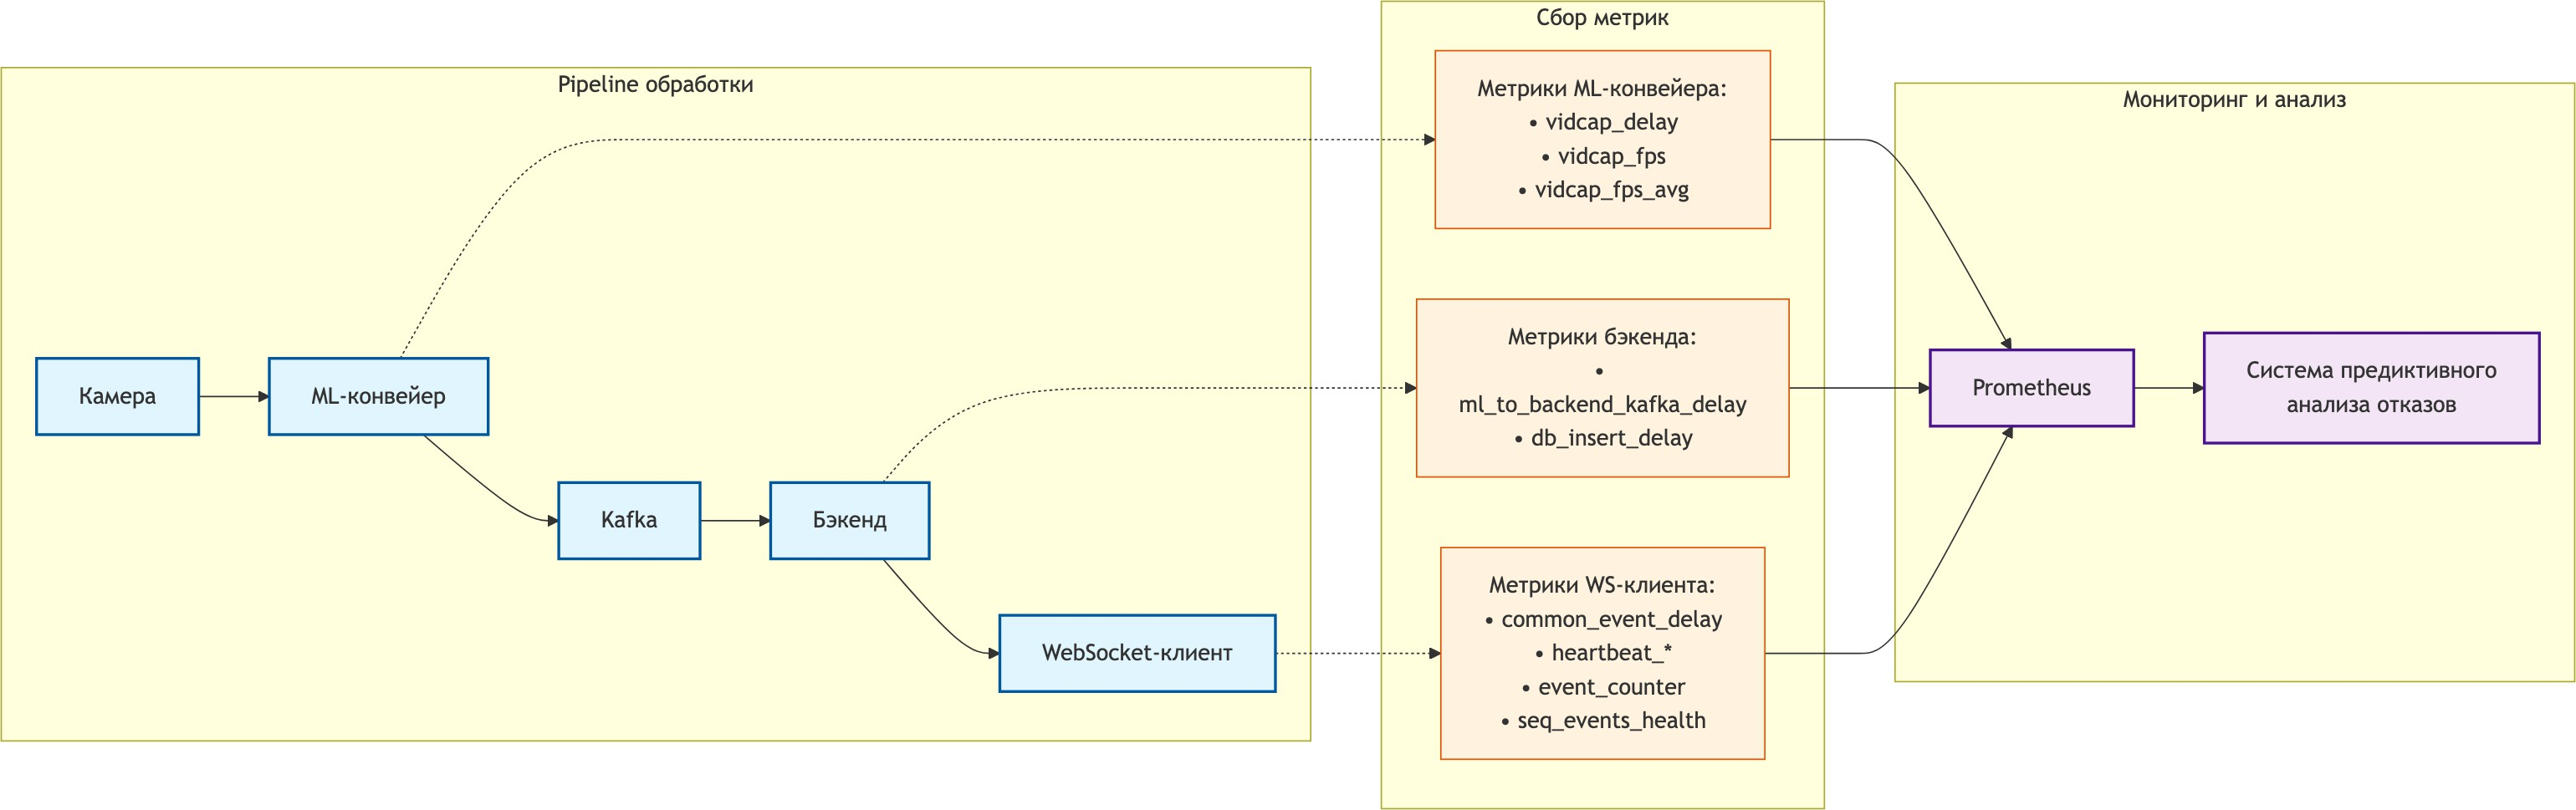 Pipeline обработки
Камера
ML-конвейер
Kafka
Бэкенд
WebSocket-клиент
Сбор метрик
Метрики ML-конвейера:
• vidcap_delay
• vidcap_fps
• vidcap_fps_avg
Метрики бэкенда:
•
ml_to_backend_kafka_delay
• db_insert_delay
Метрики WS-клиента:
• common_event_delay
• heartbeat_*
• event_counter
• seq_events_health
Мониторинг и анализ
Prometheus
Система предиктивного
анализа отказов